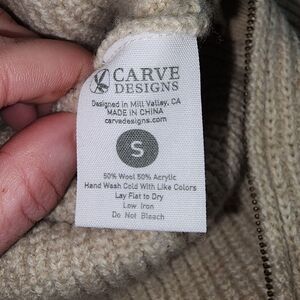 CARVE
DESIGNS
Designed in Mill Valley, CA
MADE IN CHINA
carvedesigns.com
S
50% Wool 50% Acrylic
Hand Wash Cold With Like Colors
Lay Flat to Dry
Low Iron
Do Not Bleach